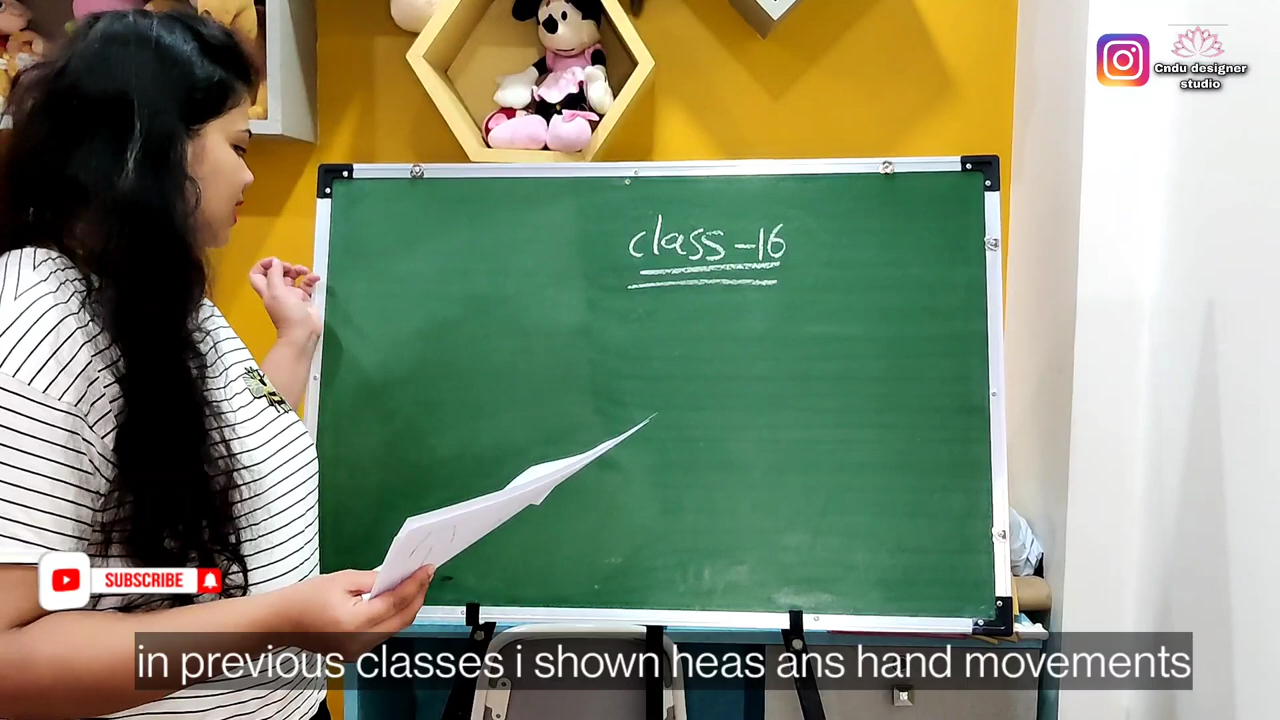 Cndu designer
studio
class-16
SUBSCRIBE
in previous classes i shown heas ans hand movements